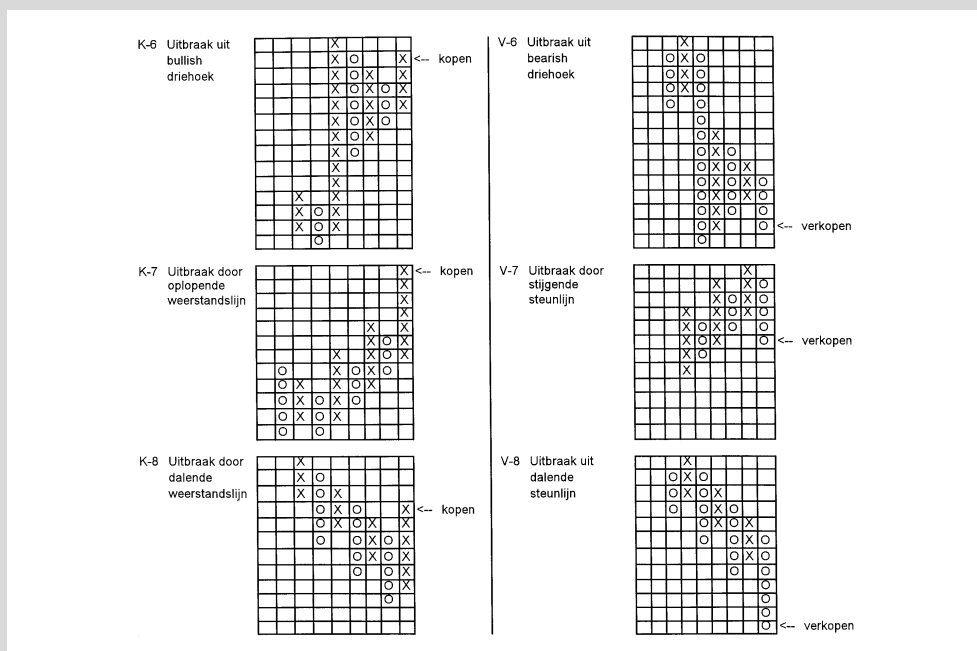 K-6 Uitbraak uit
bullish
driehoek
<-- kopen
V-6 Uitbraak uit
bearish
driehoek
<-- verkopen
K-7 Uitbraak door
oplopende
weerstandslijn
<-- kopen
V-7 Uitbraak door
stijgende
steunlijn
<-- verkopen
K-8 Uitbraak door
dalende
weerstandslijn
<-- kopen
V-8 Uitbraak uit
dalende
steunlijn
<-- verkopen